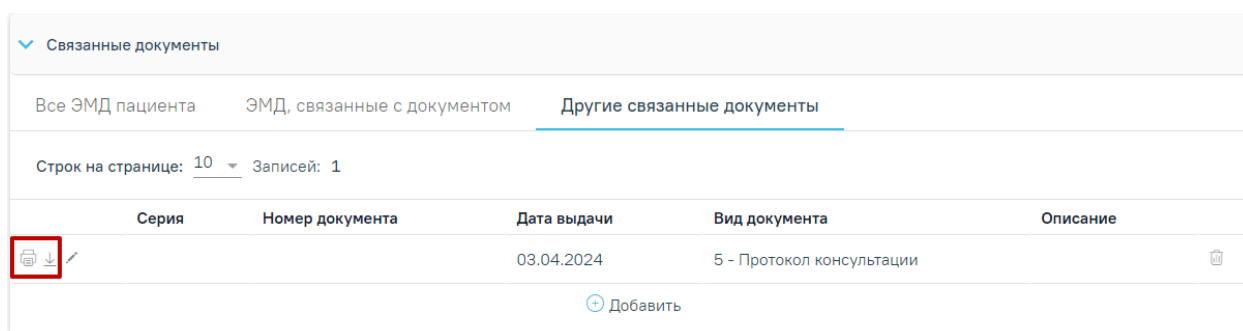 Связанные документы
Все ЭМД пациента ЭМД, связанные с документом Другие связанные документы
Строк на странице: 10 Записей: 1
Серия Номер документа Дата выдачи Вид документа Описание
03.04.2024 5 - Протокол консультации
Добавить